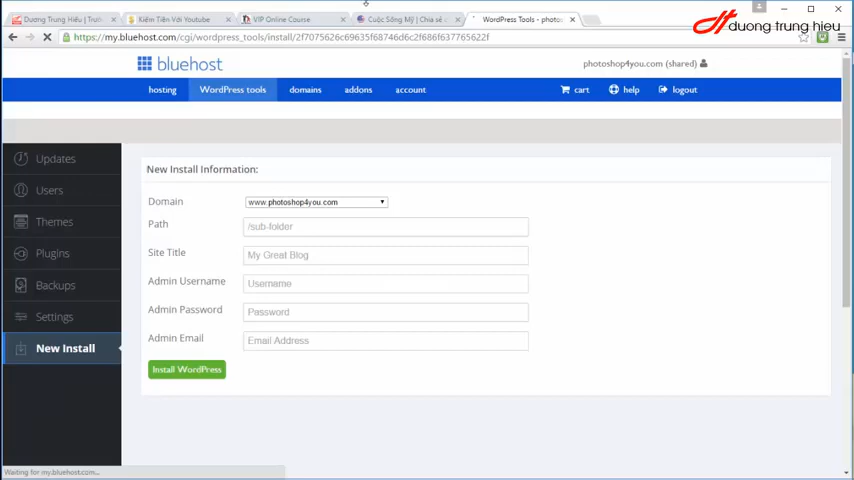 Dương Trung Hiếu | Trườ
Kiếm Tiền Với Youtube
VIP Online Course
Cuộc Sống Mỹ | Chia sẻ
WordPress Tools - photo
duong trung hieu
https://my.bluehost.com/cgi/wordpress_tools/install/2f7075626c69635f68746d6c2f686f637765622f
bluehost
photoshop4you.com (shared)
hosting WordPress tools domains addons account cart help logout
Updates
Users
Themes
Plugins
Backups
Settings
New Install
New Install Information:
Domain www.photoshop4you.com
Path /sub-folder
Site Title My Great Blog
Admin Username Username
Admin Password Password
Admin Email Email Address
Install WordPress
Waiting for my.bluehost.com...